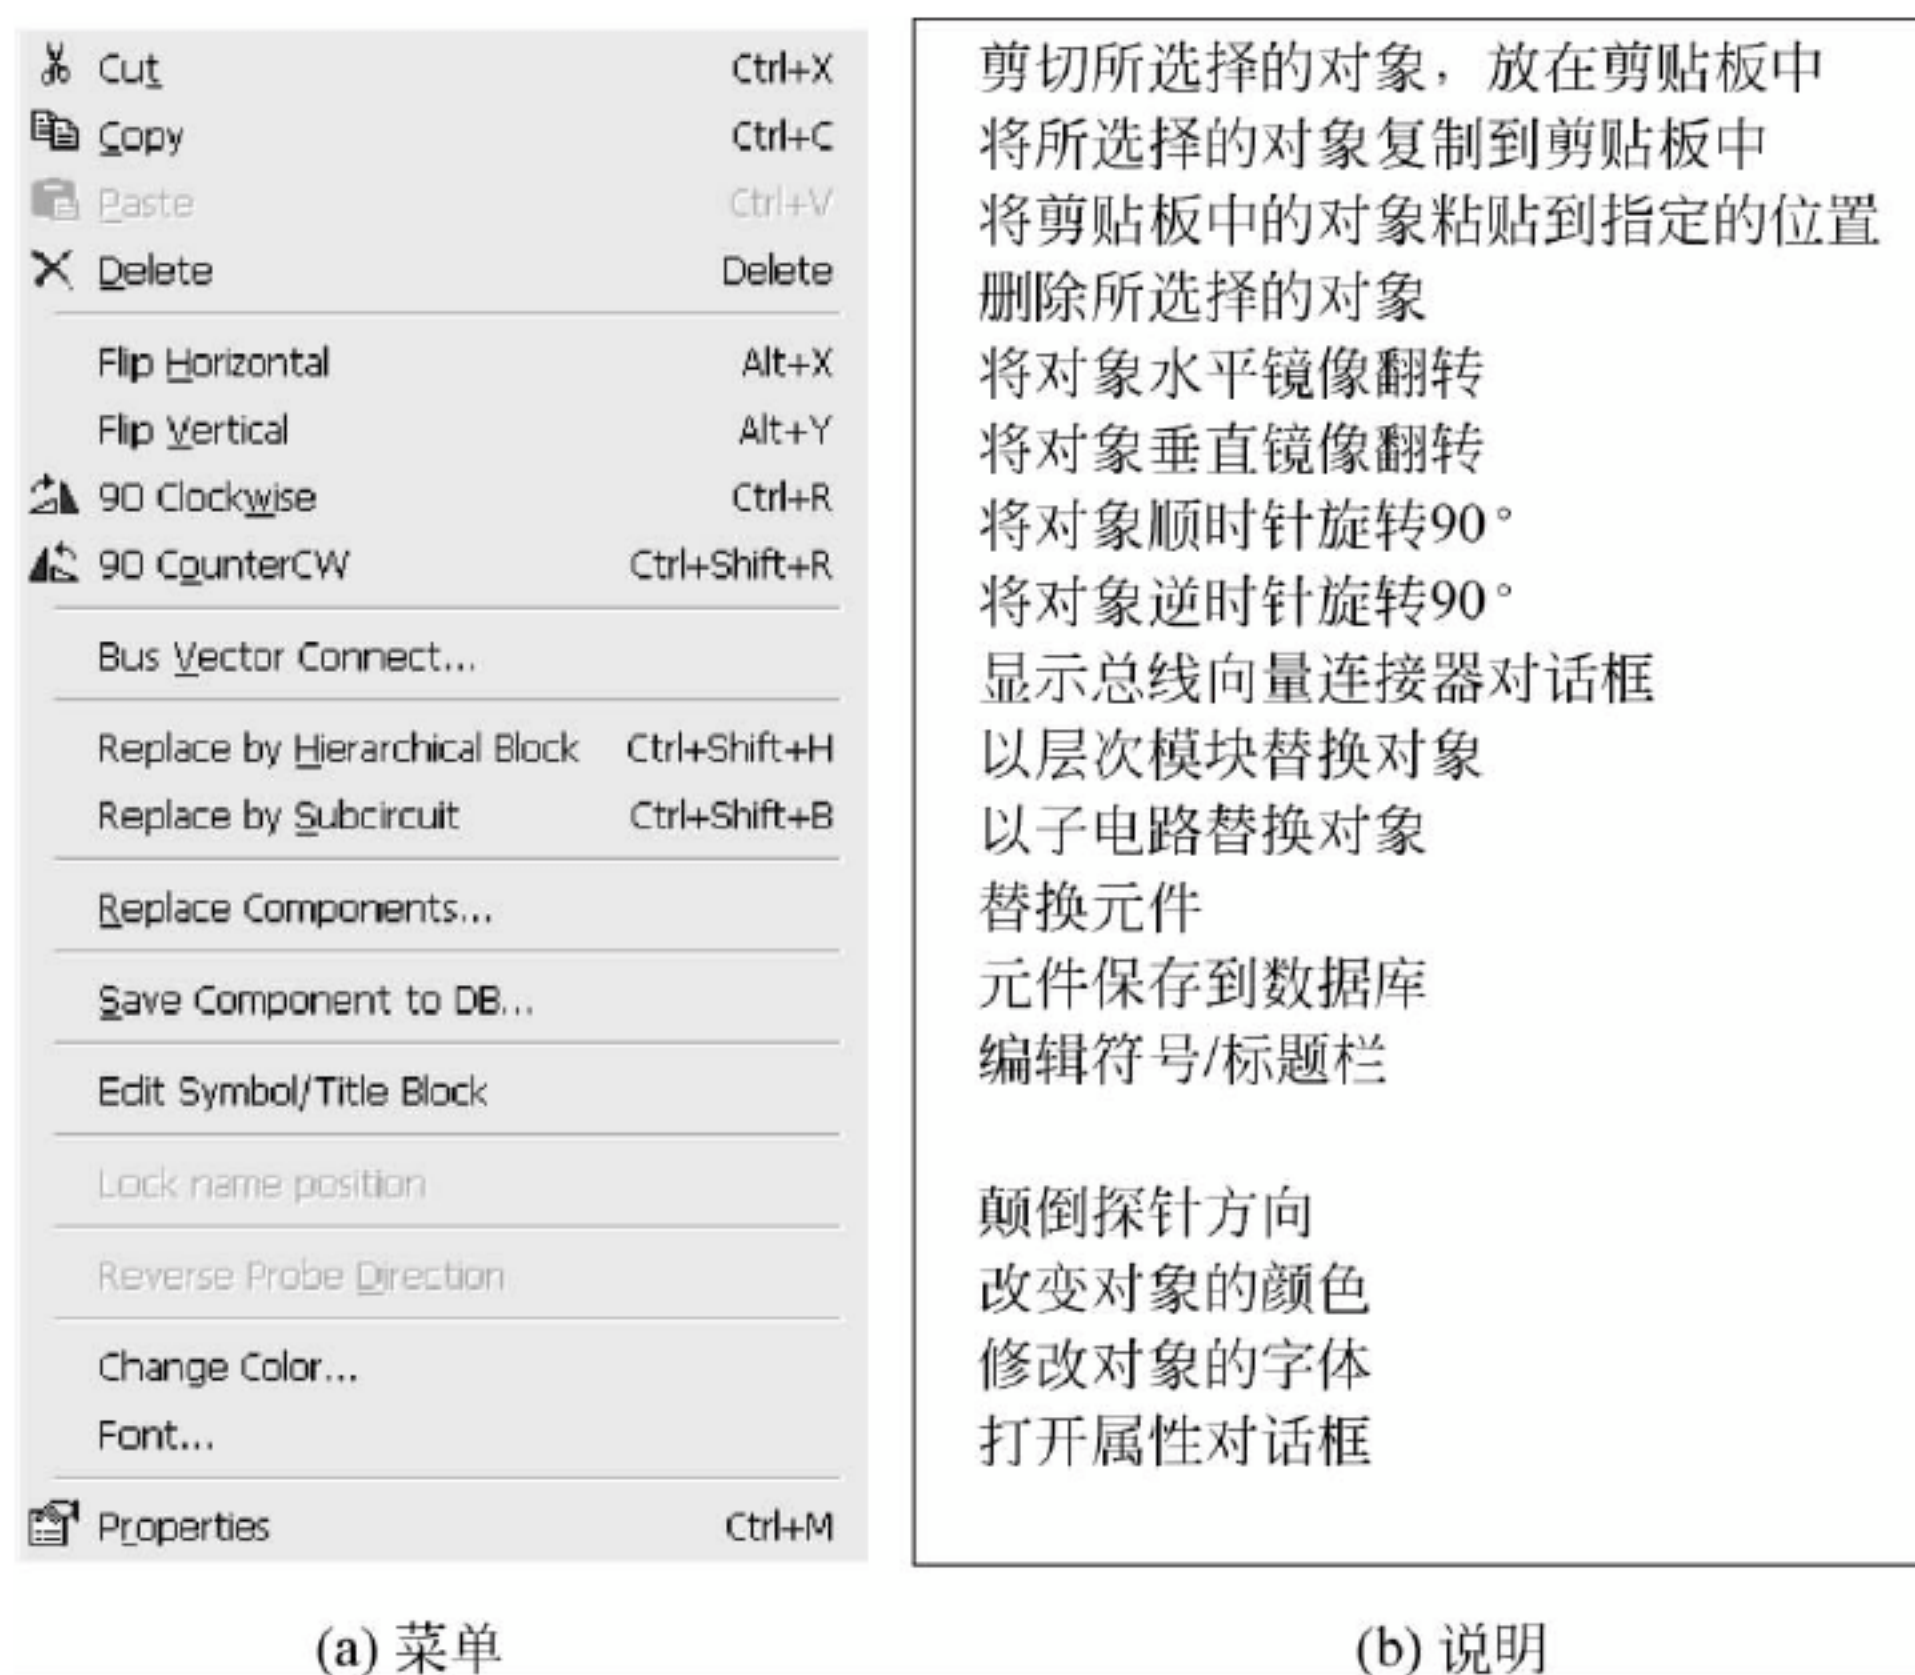 Cut Ctrl+X
Copy Ctrl+C
Paste Ctrl+V
Delete Delete
Flip Horizontal Alt+X
Flip Vertical Alt+Y
90 Clockwise Ctrl+R
90 CounterCW Ctrl+Shift+R
Bus Vector Connect...
Replace by Hierarchical Block Ctrl+Shift+H
Replace by Subcircuit Ctrl+Shift+B
Replace Components...
Save Component to DB...
Edit Symbol/Title Block
Lock name position
Reverse Probe Direction
Change Color...
Font...
Properties Ctrl+M
(a) 菜单
剪切所选择的对象，放在剪贴板中
将所选择的对象复制到剪贴板中
将剪贴板中的对象粘贴到指定的位置
删除所选择的对象
将对象水平镜像翻转
将对象垂直镜像翻转
将对象顺时针旋转90°
将对象逆时针旋转90°
显示总线向量连接器对话框
以层次模块替换对象
以子电路替换对象
替换元件
元件保存到数据库
编辑符号/标题栏
颠倒探针方向
改变对象的颜色
修改对象的字体
打开属性对话框
(b) 说明